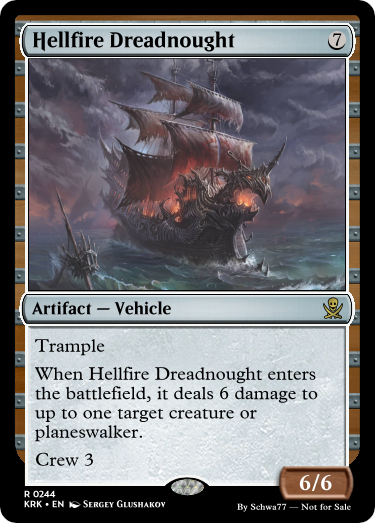 Hellfire Dreadnought 7
Artifact — Vehicle
Trample
When Hellfire Dreadnought enters
the battlefield, it deals 6 damage to
up to one target creature or
planeswalker.
Crew 3
6/6
R 0244
KRK • EN Sergey Glushakov
By Schwa77 — Not for Sale